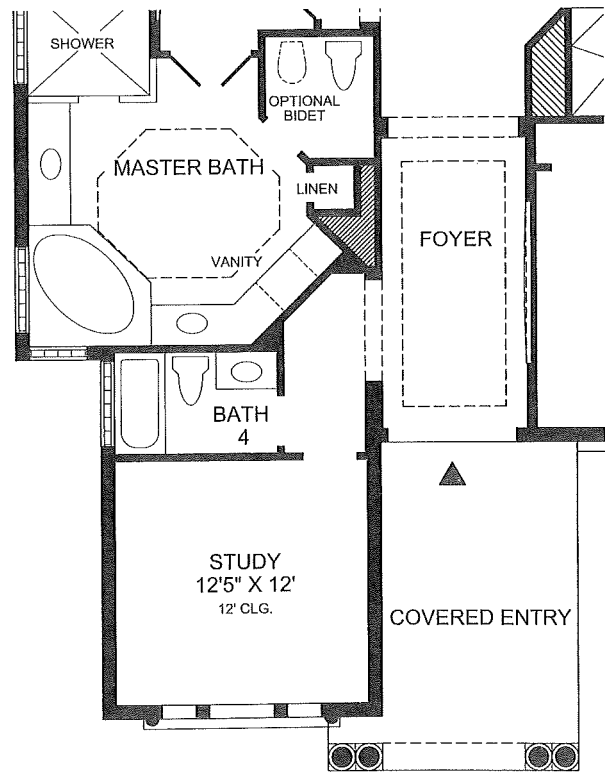 SHOWER
OPTIONAL
BIDET
MASTER BATH
LINEN
FOYER
VANITY
BATH
4
STUDY
12'5" X 12'
12' CLG.
COVERED ENTRY